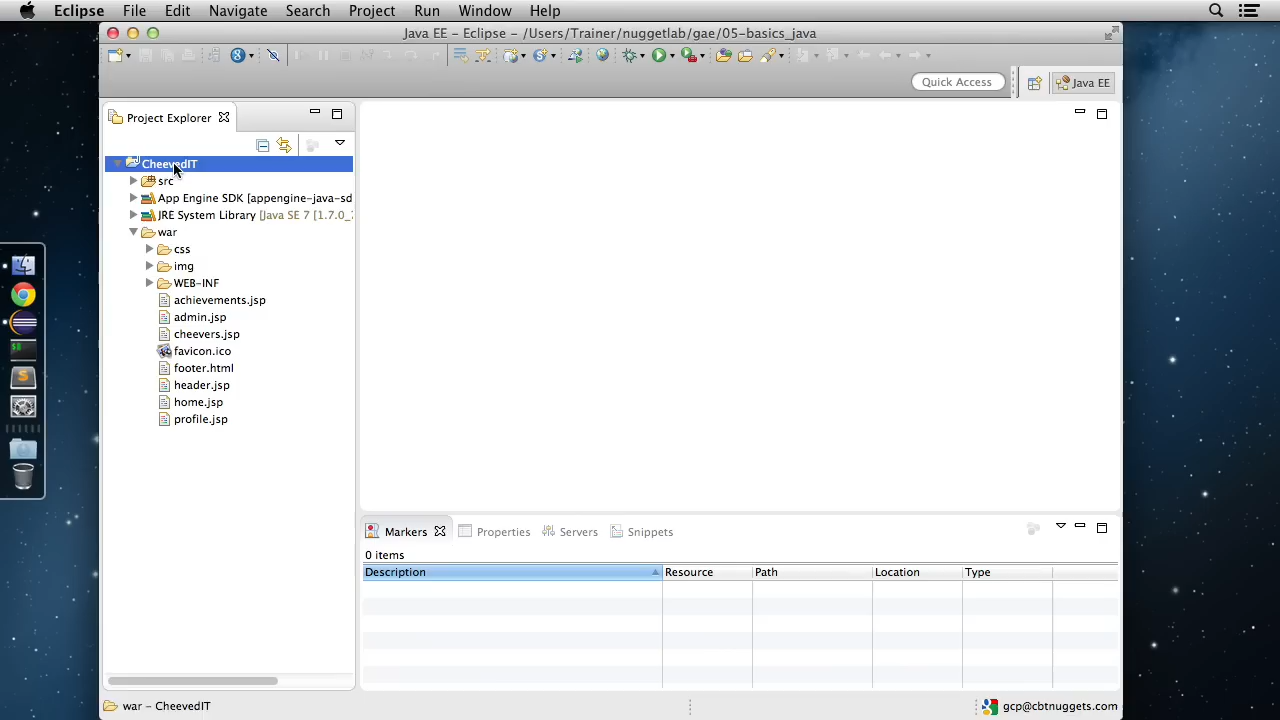 Eclipse File Edit Navigate Search Project Run Window Help
Java EE – Eclipse – /Users/Trainer/nuggetlab/gae/05-basics_java
Quick Access
Java EE
Project Explorer
CheevedIT
src
App Engine SDK [appengine-java-sd
JRE System Library [Java SE 7 [1.7.0_
war
css
img
WEB-INF
achievements.jsp
admin.jsp
cheevers.jsp
favicon.ico
footer.html
header.jsp
home.jsp
profile.jsp
Markers Properties Servers Snippets
0 items
Description Resource Path Location Type
war – CheevedIT
gcp@cbtnuggets.com